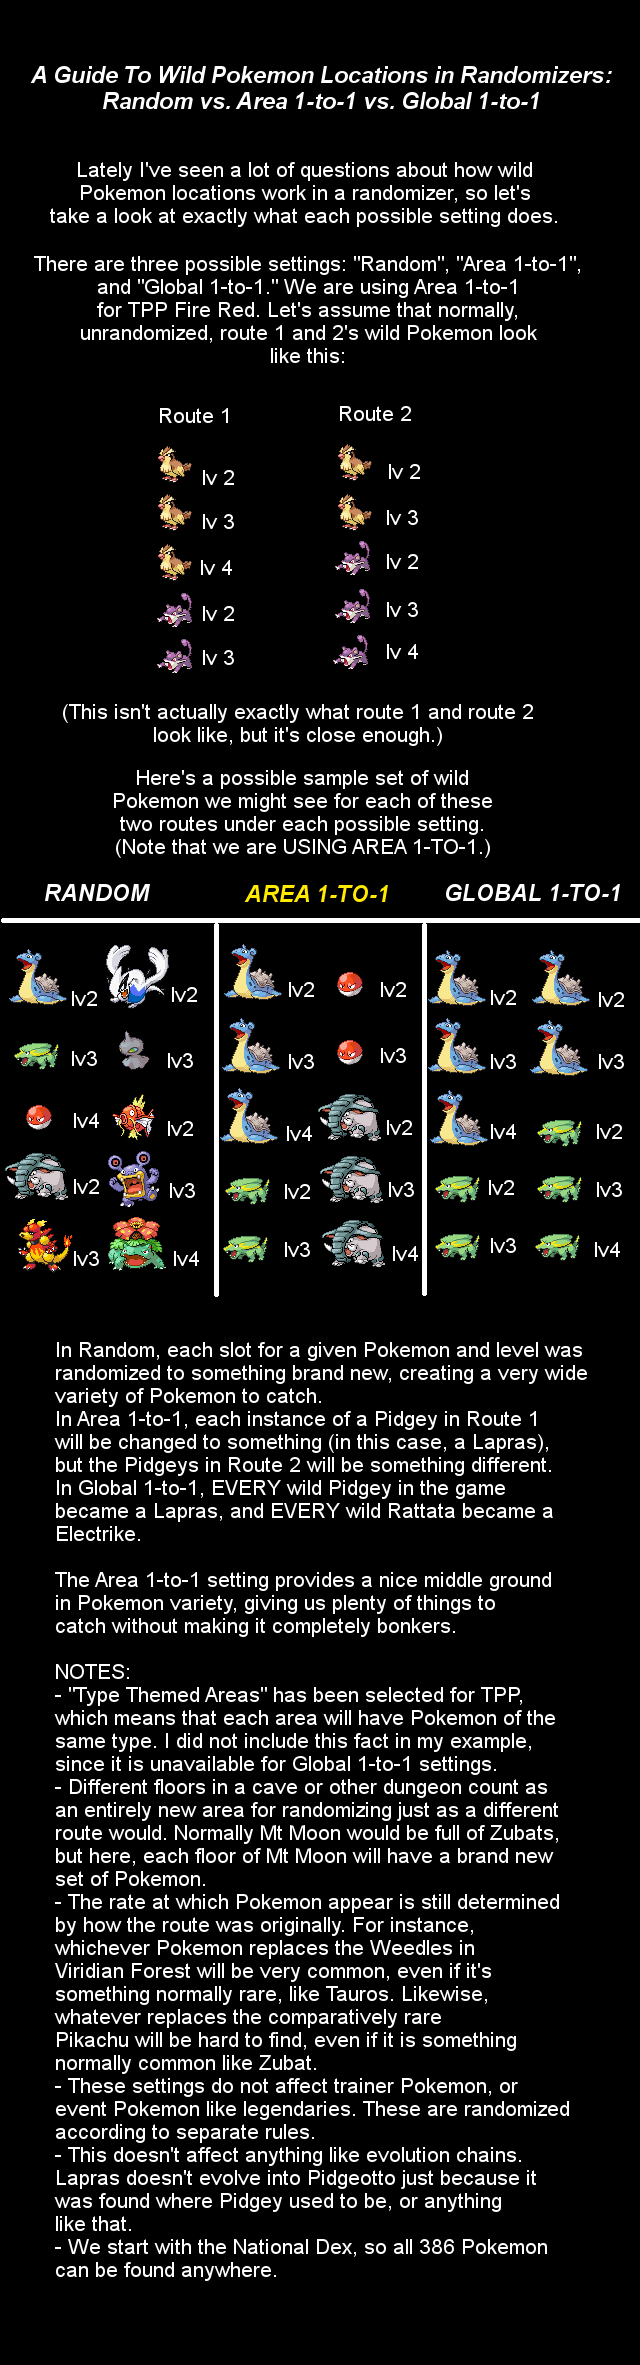 A Guide To Wild Pokemon Locations in Randomizers:
Random vs. Area 1-to-1 vs. Global 1-to-1
Lately I've seen a lot of questions about how wild
Pokemon locations work in a randomizer, so let's
take a look at exactly what each possible setting does.
There are three possible settings: "Random", "Area 1-to-1",
and "Global 1-to-1." We are using Area 1-to-1
for TPP Fire Red. Let's assume that normally,
unrandomized, route 1 and 2's wild Pokemon look
like this:
Route 1 Route 2
lv 2 lv 2
lv 3 lv 3
lv 4 lv 2
lv 2 lv 3
lv 3 lv 4
(This isn't actually exactly what route 1 and route 2
look like, but it's close enough.)
Here's a possible sample set of wild
Pokemon we might see for each of these
two routes under each possible setting.
(Note that we are USING AREA 1-TO-1.)
RANDOM AREA 1-TO-1 GLOBAL 1-TO-1
lv2 lv2 lv2 lv2 lv2 lv2
lv3 lv3 lv3 lv3 lv3 lv3
lv4 lv2 lv4 lv2 lv4 lv2
lv2 lv3 lv2 lv3 lv2 lv3
lv3 lv4 lv3 lv4 lv3 lv4
In Random, each slot for a given Pokemon and level was
randomized to something brand new, creating a very wide
variety of Pokemon to catch.
In Area 1-to-1, each instance of a Pidgey in Route 1
will be changed to something (in this case, a Lapras),
but the Pidgeys in Route 2 will be something different.
In Global 1-to-1, EVERY wild Pidgey in the game
became a Lapras, and EVERY wild Rattata became a
Electrike.
The Area 1-to-1 setting provides a nice middle ground
in Pokemon variety, giving us plenty of things to
catch without making it completely bonkers.
NOTES:
- "Type Themed Areas" has been selected for TPP,
which means that each area will have Pokemon of the
same type. I did not include this fact in my example,
since it is unavailable for Global 1-to-1 settings.
- Different floors in a cave or other dungeon count as
an entirely new area for randomizing just as a different
route would. Normally Mt Moon would be full of Zubats,
but here, each floor of Mt Moon will have a brand new
set of Pokemon.
- The rate at which Pokemon appear is still determined
by how the route was originally. For instance,
whichever Pokemon replaces the Weedles in
Viridian Forest will be very common, even if it's
something normally rare, like Tauros. Likewise,
whatever replaces the comparatively rare
Pikachu will be hard to find, even if it is something
normally common like Zubat.
- These settings do not affect trainer Pokemon, or
event Pokemon like legendaries. These are randomized
according to separate rules.
- This doesn't affect anything like evolution chains.
Lapras doesn't evolve into Pidgeotto just because it
was found where Pidgey used to be, or anything
like that.
- We start with the National Dex, so all 386 Pokemon
can be found anywhere.